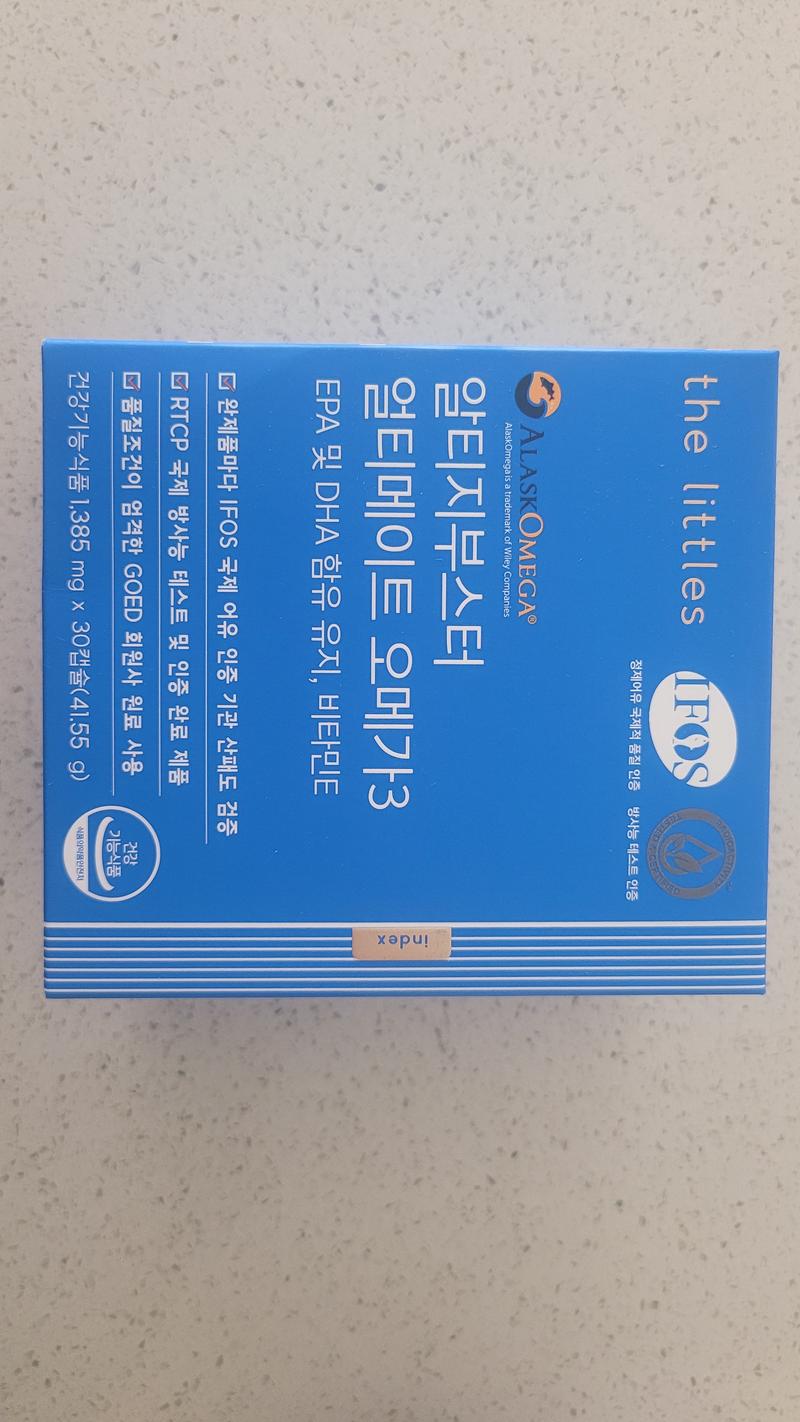 the littles
IFOS
정제어유 국제적 품질 인증
방사능 테스트 인증
ALASKOMEGA®
AlaskOmega is a trademark of Wiley Companies
알티지부스터
얼티메이트 오메가3
EPA 및 DHA 함유 유지, 비타민E
완제품마다 IFOS 국제 어유 인증 기관 산패도 검증
RTCP 국제 방사능 테스트 및 인증 완료 제품
품질조건이 엄격한 GOED 회원사 원료 사용
건강기능식품 1,385 mg x 30캡슐(41.55 g)
건강
기능식품
식품의약품안전처
index